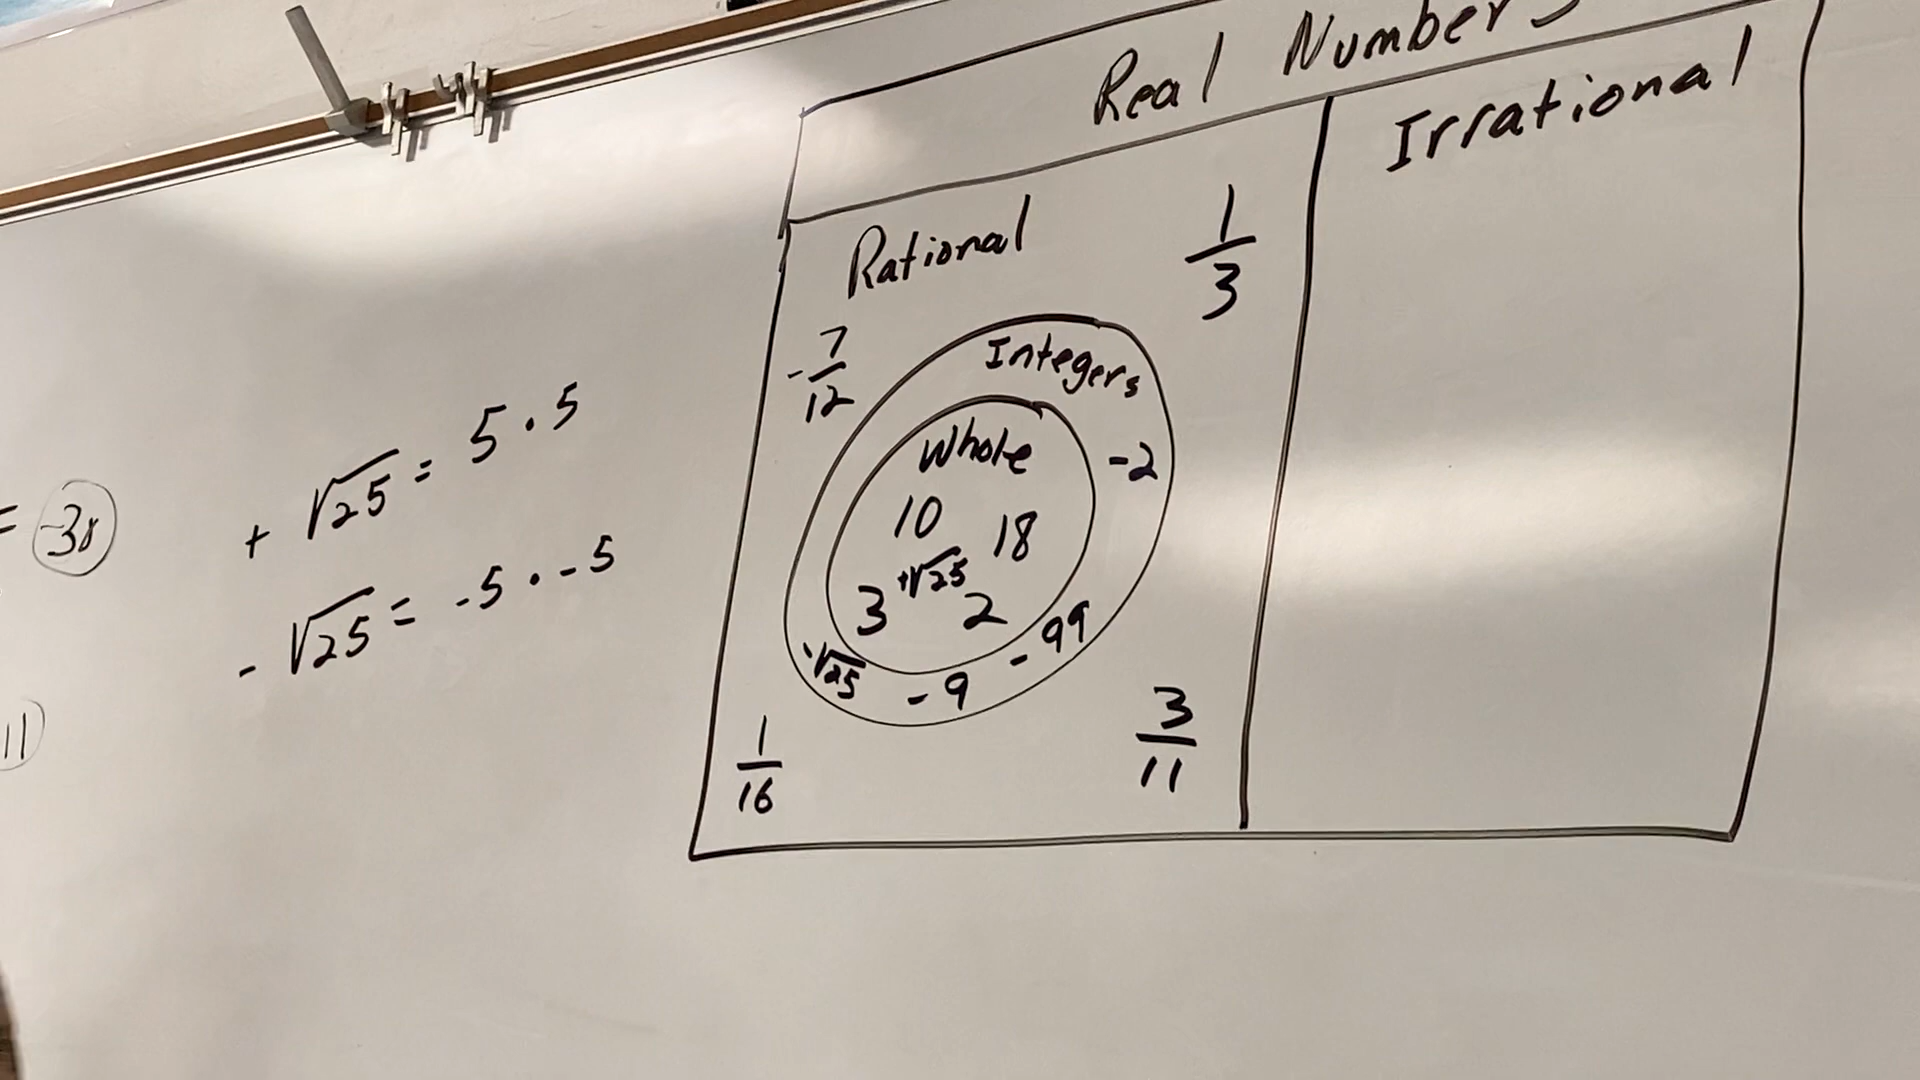 Real Numbers
Irrational
Rational
1/3
-7/12
Integers
Whole
-2
10
18
+√25
3
2
-99
-√25
-9
1/16
3/11
+ √25 = 5 · 5
- √25 = -5 · -5
= -38
11